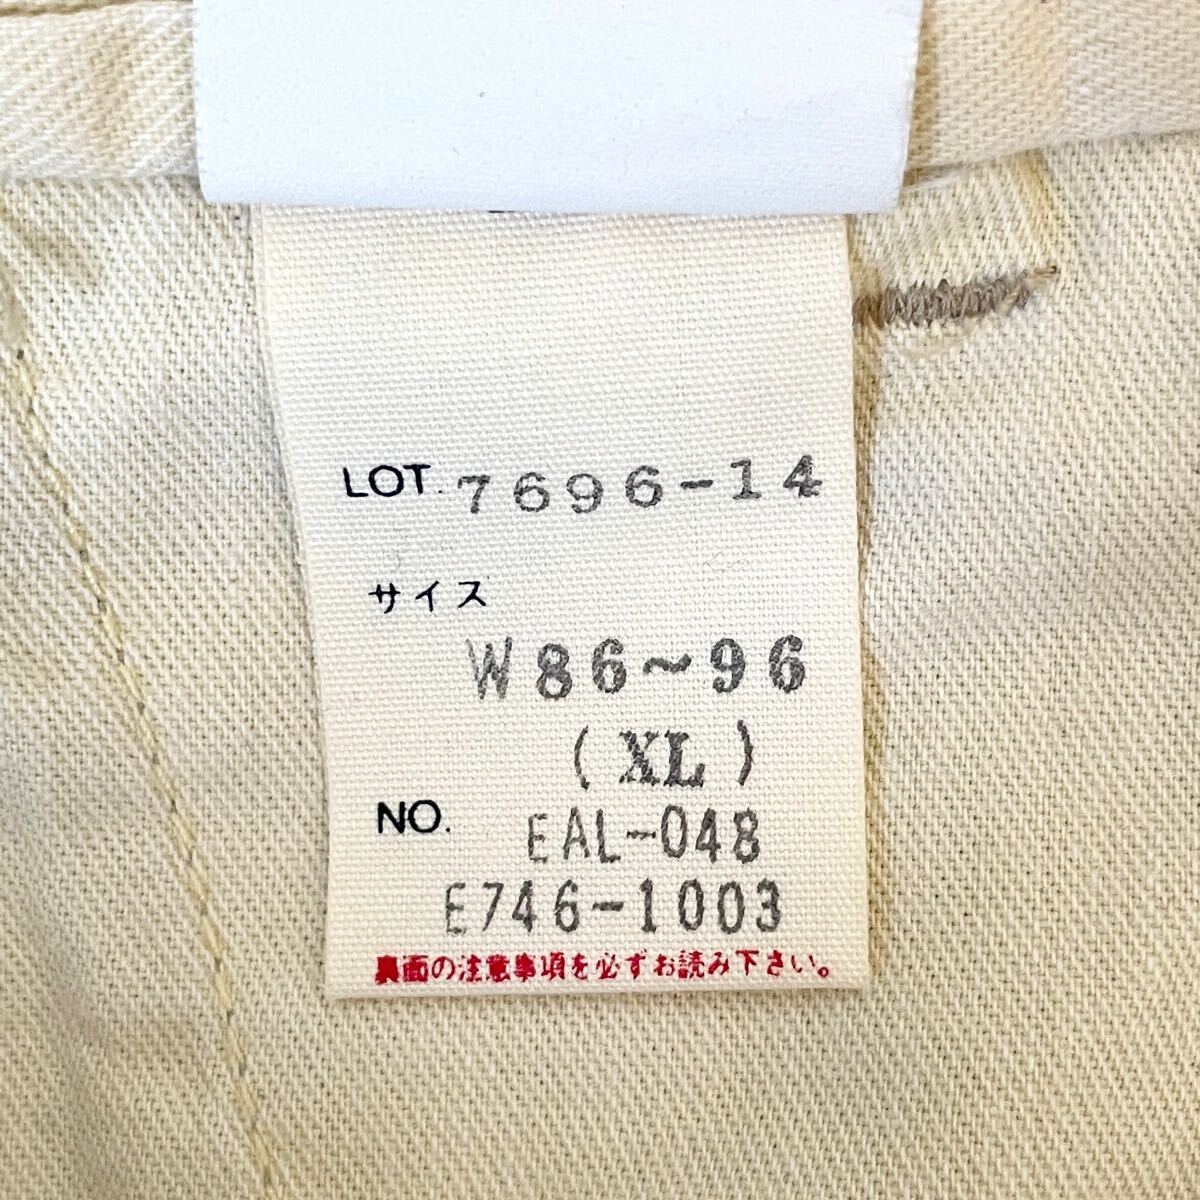 LOT. 7696-14
サイズ
W86~96
(XL)
NO. EAL-048
E746-1003
裏面の注意事項を必ずお読み下さい。